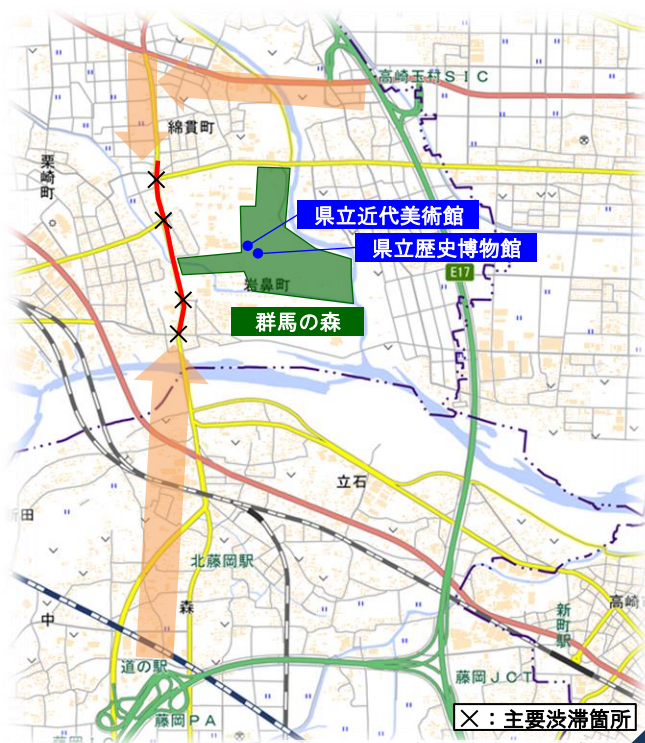 高崎玉村ＳＩＣ
綿貫町
栗崎町
県立近代美術館
県立歴史博物館
E17
岩鼻町
群馬の森
立石
新田
北藤岡駅
高崎
新町駅
森
中
道の駅
藤岡ＪＣＴ
藤岡ＰＡ
×：主要渋滞箇所